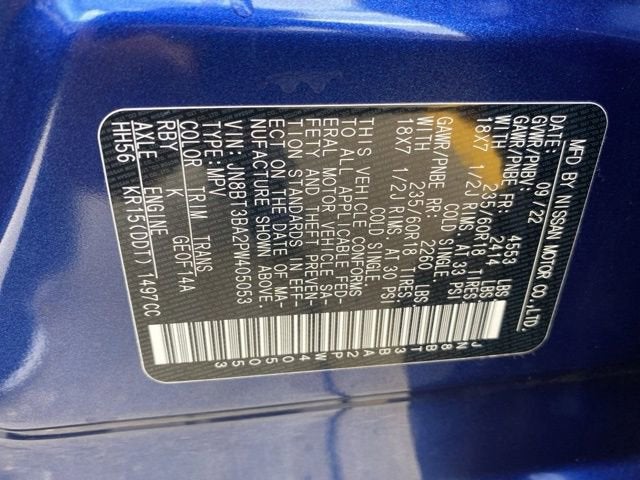 MFD BY NISSAN MOTOR CO., LTD.
DATE: 09/22
GVWR/PNBV: 4553 LBS
GAWR/PNBE FR: 2414 LBS
WITH 235/60R18 TIRES
18X7 1/2J RIMS, AT 33 PSI
COLD SINGLE.
GAWR/PNBE RR: 2260 LBS
WITH 235/60R18 TIRES
18X7 1/2J RIMS, AT 30 PSI
COLD SINGLE.
THIS VEHICLE CONFORMS
TO ALL APPLICABLE FED-
ERAL MOTOR VEHICLE SA-
FETY AND THEFT PREVEN-
TION STANDARDS IN EFF-
ECT ON THE DATE OF MA-
NUFACTURE SHOWN ABOVE.
VIN: JN8BT3BA2PW405053
TYPE: MPV
COLOR TRIM TRANS
RBY K GE0F14A
AXLE ENGINE
HH56 KR15(DDT) 1497CC
JN8BT3BA2PW405053